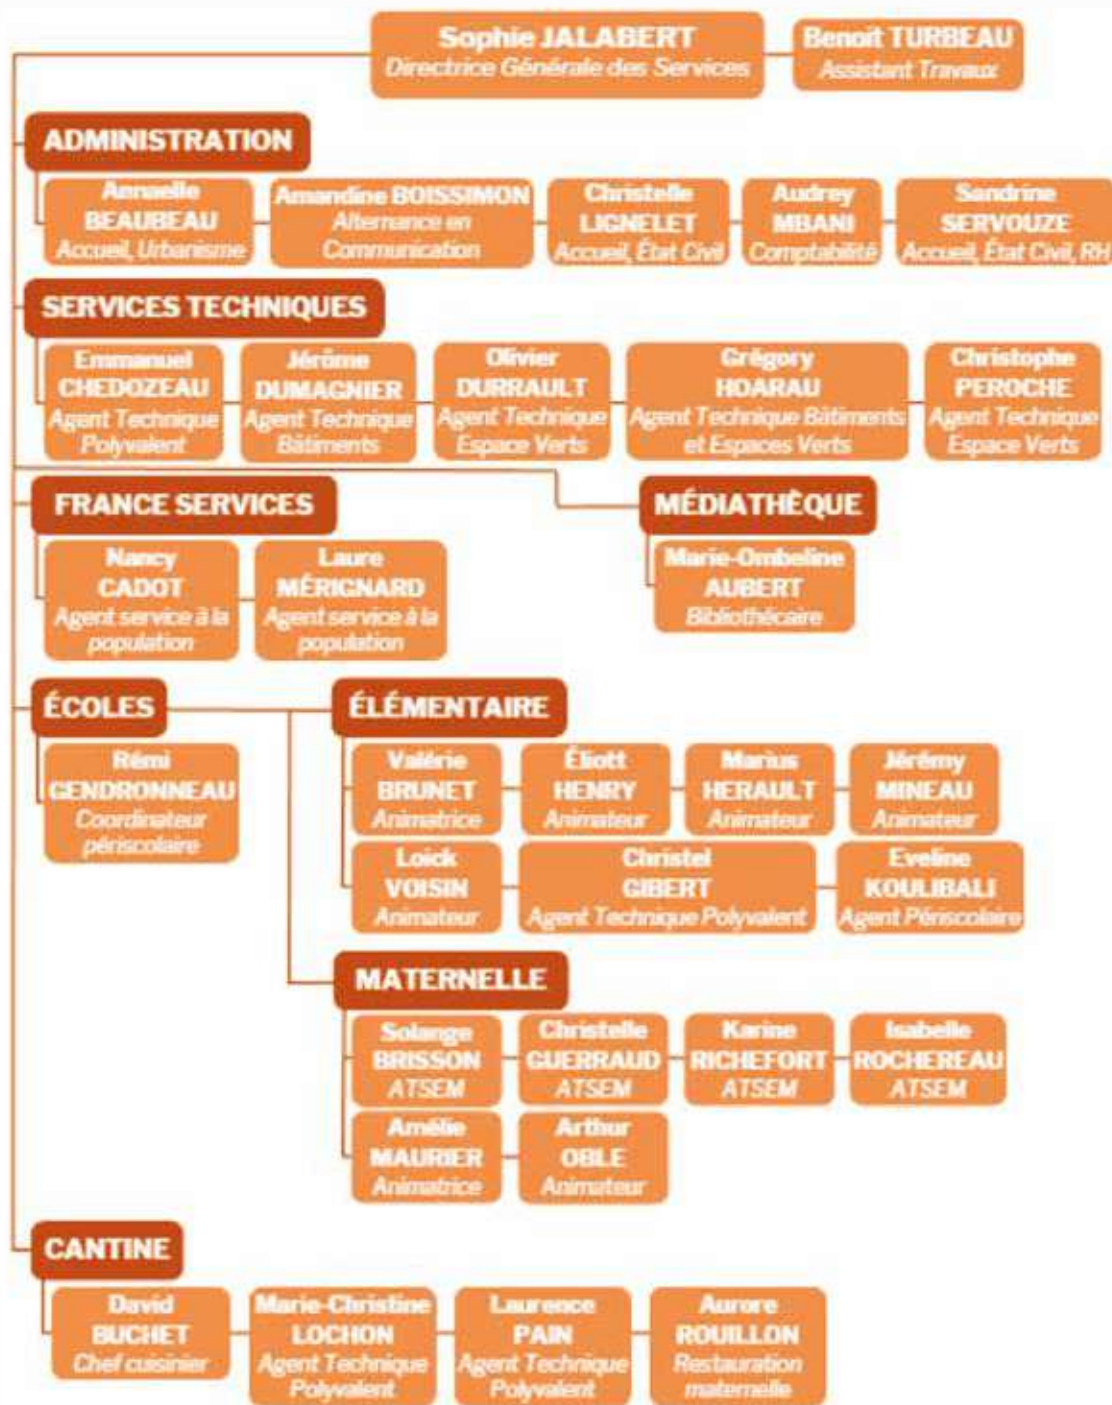 Sophie JALABERT
Directrice Générale des Services
Benoit TURBEAU
Assistant Travaux
ADMINISTRATION
Annaelle
BEAUBEAU
Accueil, Urbanisme
Amandine BOISSIMON
Alternance en
Communication
Christelle
LIGNELET
Accueil, État Civil
Audrey
MBANI
Comptabilité
Sandrine
SERVOUZE
Accueil, État Civil, RH
SERVICES TECHNIQUES
Emmanuel
CHEDOZEAU
Agent Technique
Polyvalent
Jérôme
DUMAGNIER
Agent Technique
Bâtiments
Olivier
DURRAULT
Agent Technique
Espace Verts
Grégory
HOARAU
Agent Technique Bâtiments
et Espaces Verts
Christophe
PEROCHE
Agent Technique
Espace Verts
FRANCE SERVICES
Nancy
CADOT
Agent service à la
population
Laure
MÉRIGNARD
Agent service à la
population
MÉDIATHÈQUE
Marie-Ombeline
AUBERT
Bibliothécaire
ÉCOLES
Rémi
GENDRONNEAU
Coordinateur
périscolaire
ÉLÉMENTAIRE
Valérie
BRUNET
Animatrice
Éliott
HENRY
Animateur
Marius
HERAULT
Animateur
Jérémy
MINEAU
Animateur
Loick
VOISIN
Animateur
Christel
GIBERT
Agent Technique Polyvalent
Eveline
KOULIBALI
Agent Périscolaire
MATERNELLE
Solange
BRISSON
ATSEM
Christelle
GUERRAUD
ATSEM
Karine
RICHEFORT
ATSEM
Isabelle
ROCHEREAU
ATSEM
Amélie
MAURIER
Animatrice
Arthur
OBLE
Animateur
CANTINE
David
BUCHET
Chef cuisinier
Marie-Christine
LOCHON
Agent Technique
Polyvalent
Laurence
PAIN
Agent Technique
Polyvalent
Aurore
ROUILLON
Restauration
maternelle